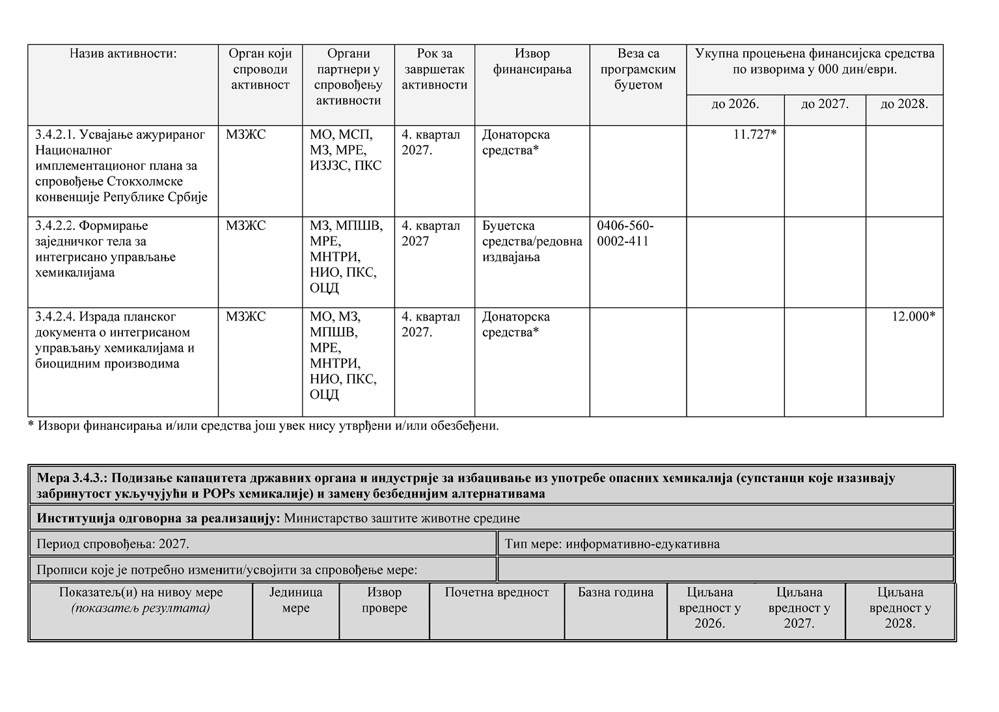 Назив активности:
Орган који
спроводи
активност
Органи
партнери у
спровођењу
активности
Рок за
завршетак
активности
Извор
финансирања
Веза са
програмским
буџетом
Укупна процењена финансијска средства
по изворима у 000 дин/еври.
до 2026.
до 2027.
до 2028.
3.4.2.1. Усвајање ажурираног
Националног
имплементационог плана за
спровођење Стокхолмске
конвенције Републике Србије
МЗЖС
МО, МСП,
МЗ, МРЕ,
ИЗЈЗС, ПКС
4. квартал
2027.
Донаторска
средства*
11.727*
3.4.2.2. Формирање
заједничког тела за
интегрисано управљање
хемикалијама
МЗЖС
МЗ, МПШВ,
МРЕ,
МНТРИ,
НИО, ПКС,
ОЦД
4. квартал
2027
Буџетска
средства/редовна
издвајања
0406-560-
0002-411
3.4.2.4. Израда планског
документа о интегрисаном
управљању хемикалијама и
биоцидним производима
МЗЖС
МО, МЗ,
МПШВ,
МРЕ,
МНТРИ,
НИО, ПКС,
ОЦД
4. квартал
2027.
Донаторска
средства*
12.000*
* Извори финансирања и/или средства још увек нису утврђени и/или обезбеђени.
Мера 3.4.3.: Подизање капацитета државних органа и индустрије за избацивање из употребе опасних хемикалија (супстанци које изазивају
забринутост укључујући и POPs хемикалије) и замену безбеднијим алтернативама
Институција одговорна за реализацију: Министарство заштите животне средине
Период спровођења: 2027.
Тип мере: информативно-едукативна
Прописи које је потребно изменити/усвојити за спровођење мере:
Показатељ(и) на нивоу мере
(показатељ резултата)
Јединица
мере
Извор
провере
Почетна вредност
Базна година
Циљана
вредност у
2026.
Циљана
вредност у
2027.
Циљана
вредност у
2028.